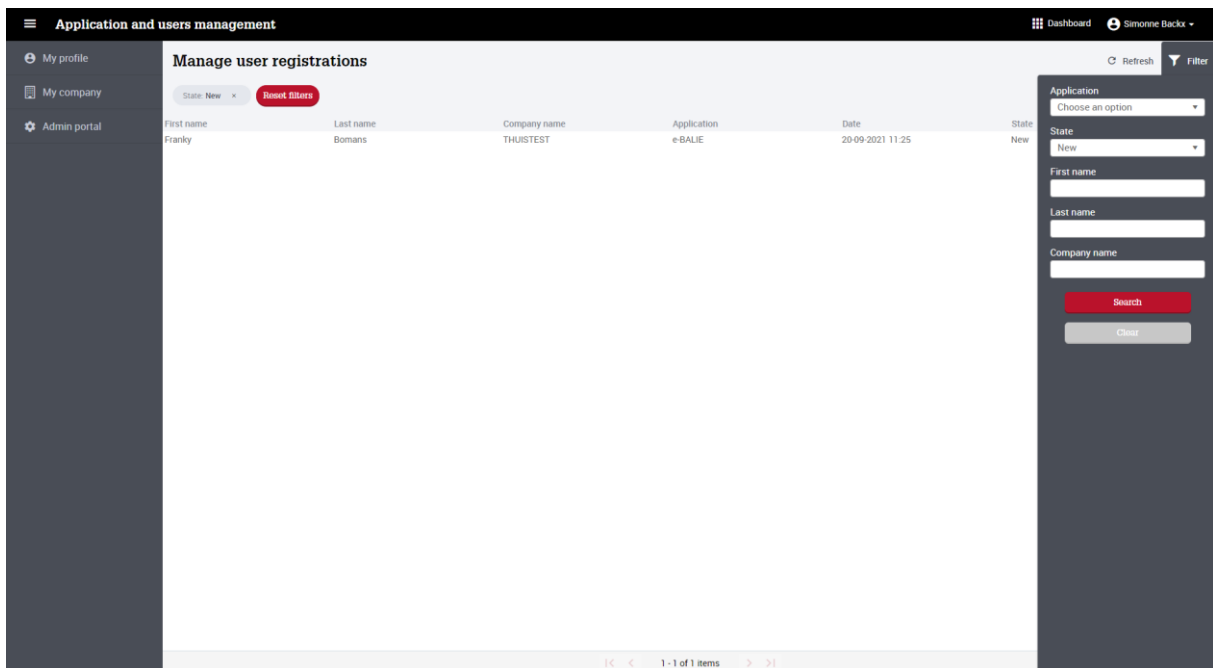 Application and users management
Dashboard
Simonne Backx
My profile
My company
Admin portal
Manage user registrations
Refresh
Filter
State: New ×
Reset filters
First name Last name Company name Application Date State
Franky Bomans THUISTEST e-BALIE 20-09-2021 11:25 New
Application
Choose an option
State
New
First name
Last name
Company name
Search
Clear
1 - 1 of 1 items